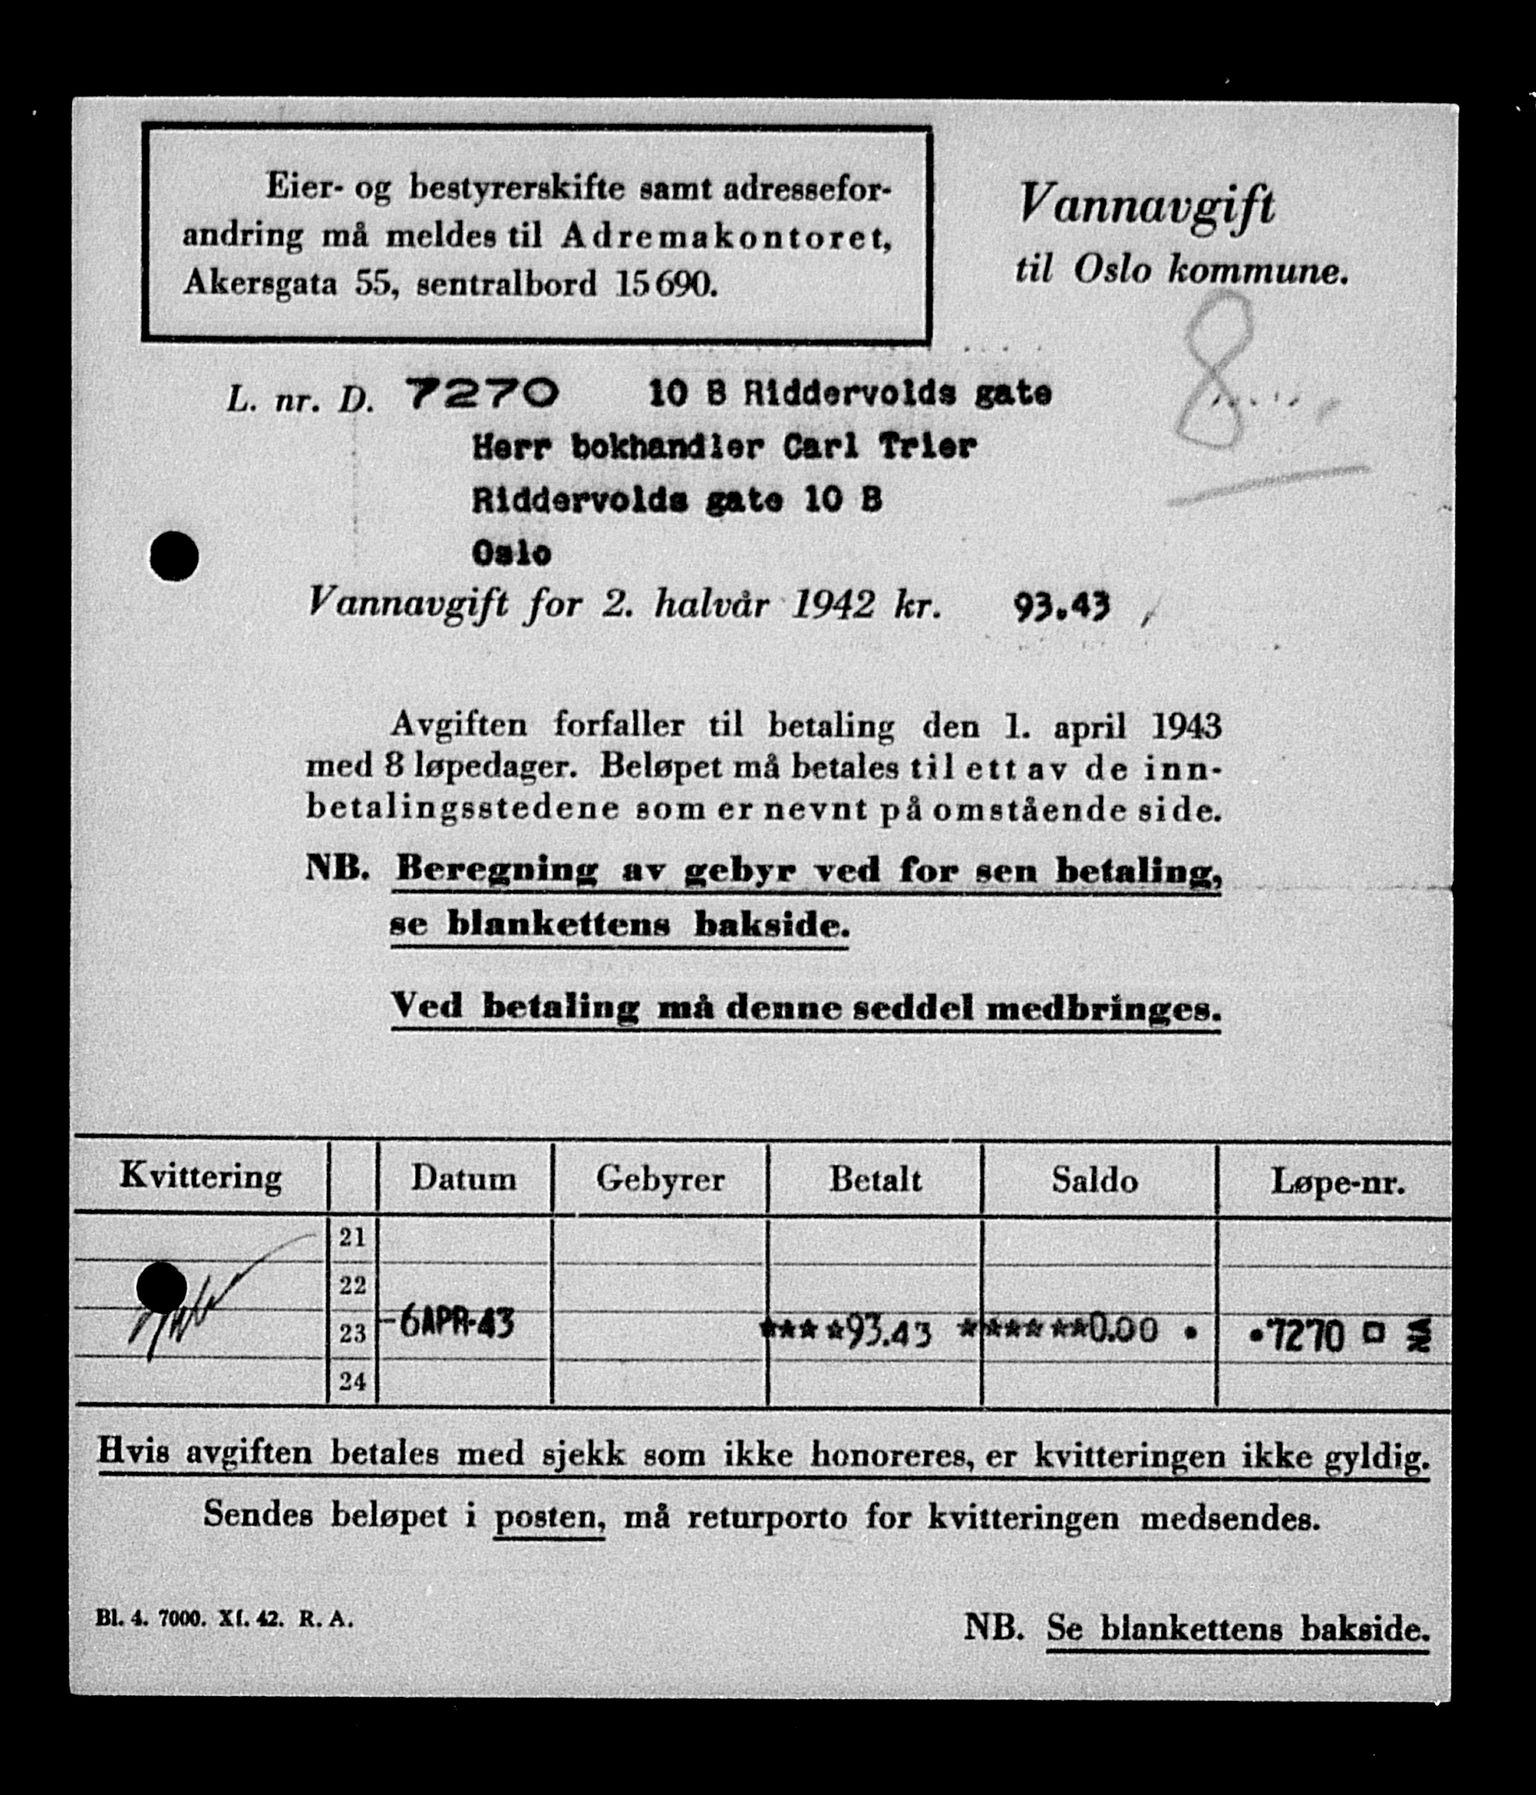 Eier- og bestyrerskifte samt adressefor-
andring må meldes til Adremakontoret,
Akersgata 55, sentralbord 15690.
Vannavgift
til Oslo kommune.
8
L. nr. D. 7270 10 B Riddervolds gate
Herr bokhandler Carl Trier
Riddervolds gate 10 B
Oslo
Vannavgift for 2. halvår 1942 kr. 93.43
Avgiften forfaller til betaling den 1. april 1943
med 8 løpedager. Beløpet må betales til ett av de inn-
betalingsstedene som er nevnt på omstående side.
NB. Beregning av gebyr ved for sen betaling,
se blankettens bakside.
Ved betaling må denne seddel medbringes.
Kvittering Datum Gebyrer Betalt Saldo Løpe-nr.
21
22
23 -6APR-43 ****93.43 *******0.00 • •7270
24
Hvis avgiften betales med sjekk som ikke honoreres, er kvitteringen ikke gyldig.
Sendes beløpet i posten, må returporto for kvitteringen medsendes.
Bl. 4. 7000. XI. 42. R. A.
NB. Se blankettens bakside.